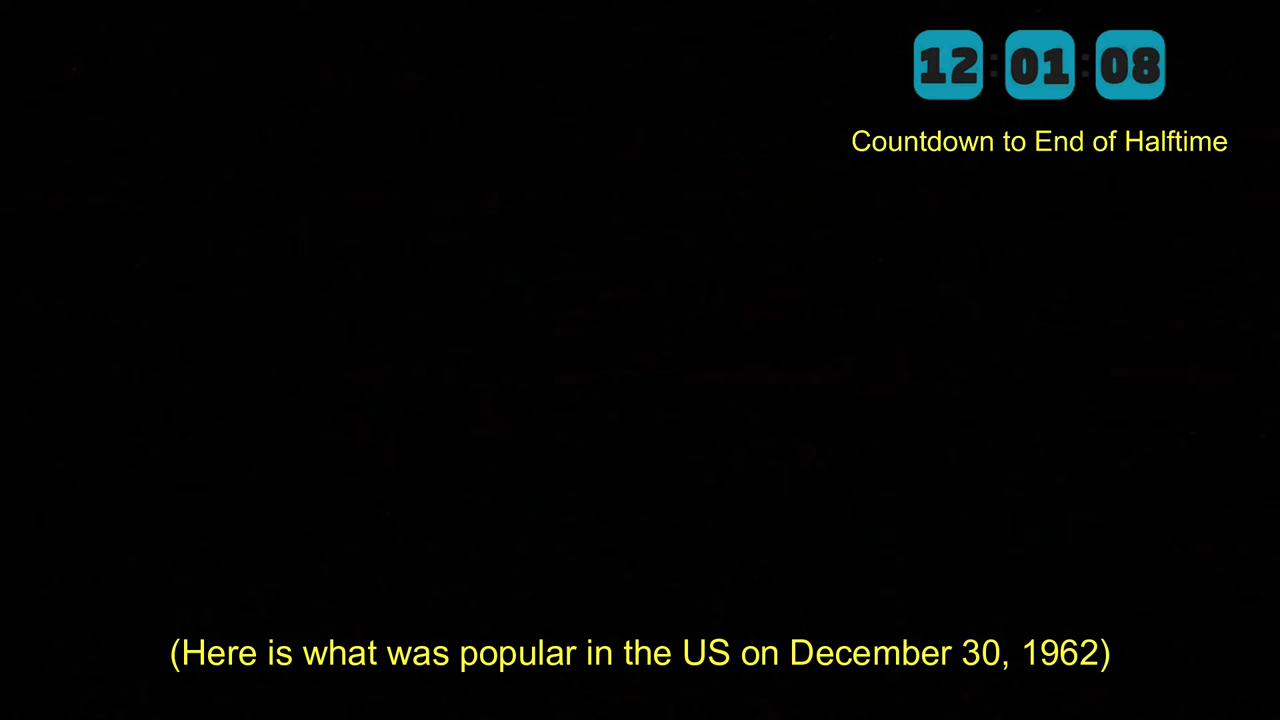 12:01:08
Countdown to End of Halftime
(Here is what was popular in the US on December 30, 1962)